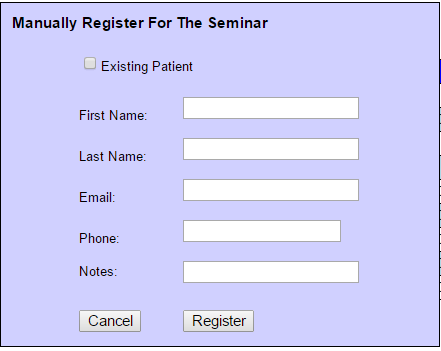 Manually Register For The Seminar
Existing Patient
First Name:
Last Name:
Email:
Phone:
Notes:
Cancel Register